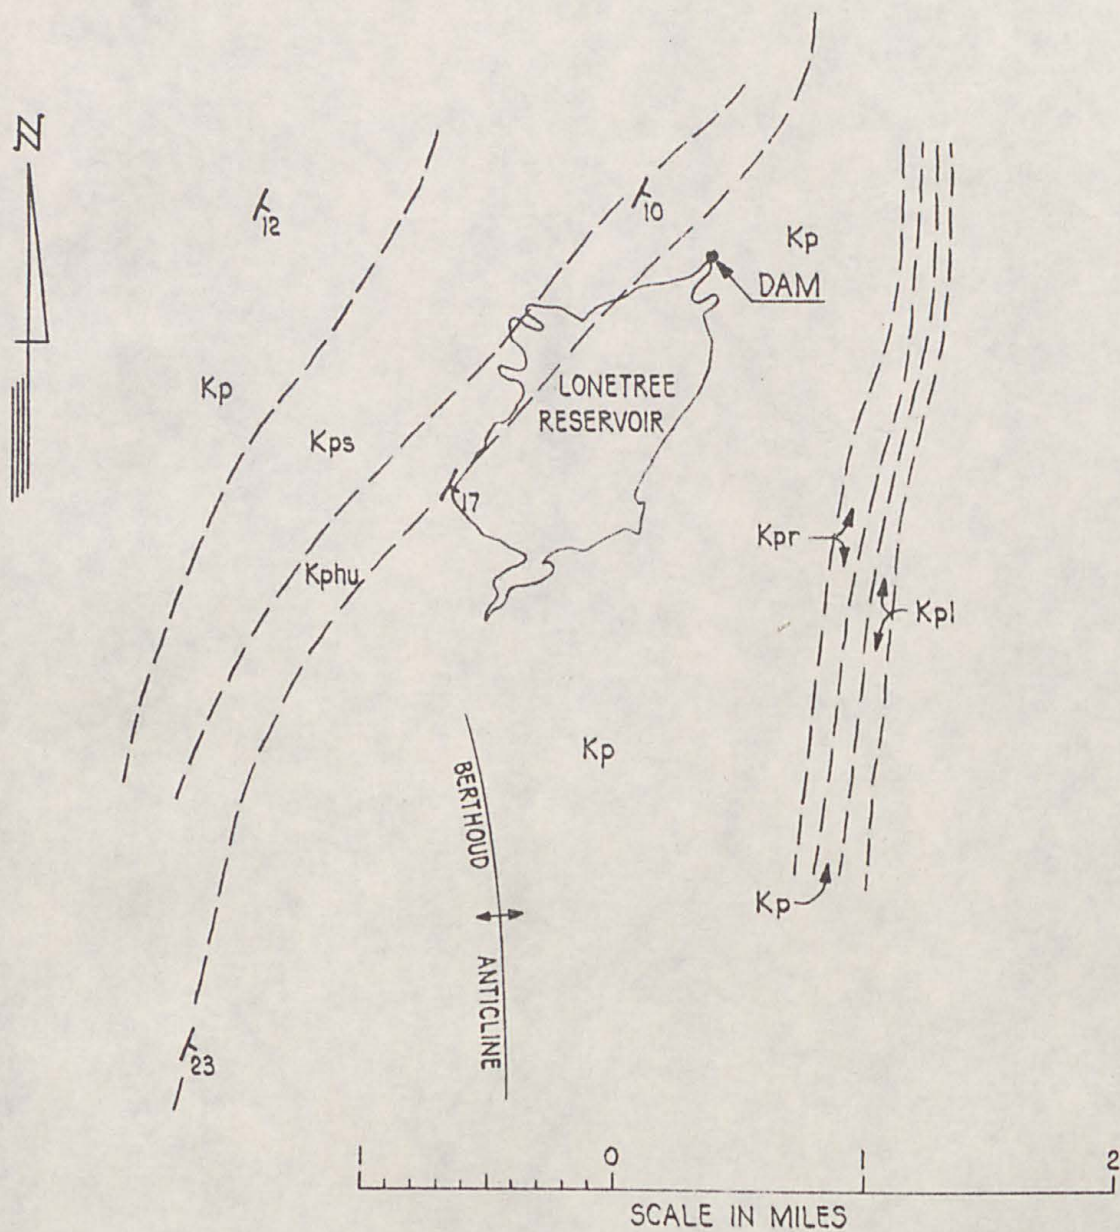 N
12
10
Kp
DAM
Kp
LONETREE
RESERVOIR
Kps
17
Kpr
Kphu
Kpl
Kp
BERTHOUD
ANTICLINE
Kp
23
1 0 1 2
SCALE IN MILES